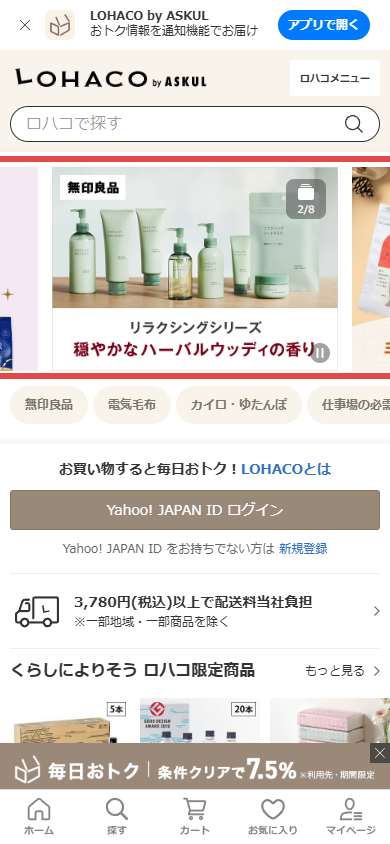 LOHACO by ASKUL
おトク情報を通知機能でお届け
アプリで開く
LOHACO by ASKUL
ロハコメニュー
ロハコで探す
無印良品
2/8
リラクシングシリーズ
穏やかなハーバルウッディの香り
無印良品
電気毛布
カイロ・ゆたんぽ
仕事場の必需
お買い物すると毎日おトク！LOHACOとは
Yahoo! JAPAN ID ログイン
Yahoo! JAPAN ID をお持ちでない方は 新規登録
3,780円(税込)以上で配送料当社負担
※一部地域・一部商品を除く
くらしによりそう ロハコ限定商品
もっと見る
5本
20本
GOOD DESIGN
毎日おトク
条件クリアで7.5%
※利用先・期間限定
ホーム
探す
カート
お気に入り
マイページ